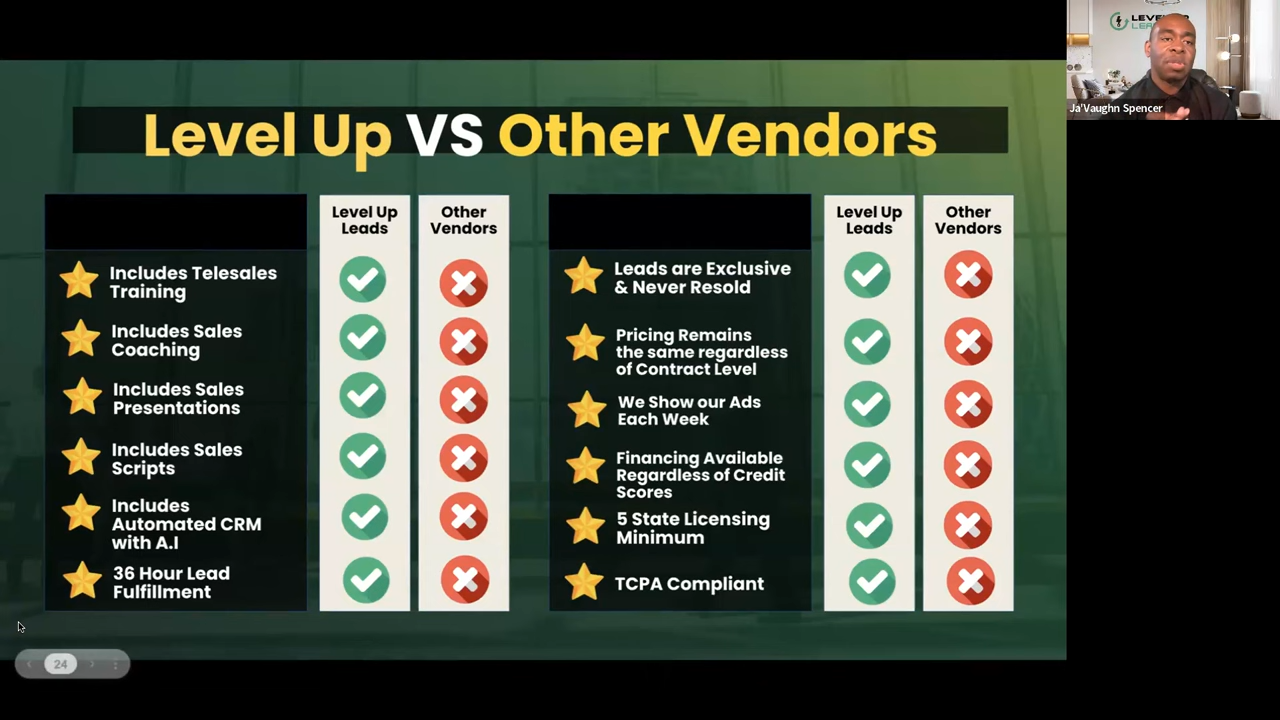 Level Up VS Other Vendors
Level Up
Leads
Other
Vendors
Includes Telesales
Training
Includes Sales
Coaching
Includes Sales
Presentations
Includes Sales
Scripts
Includes
Automated CRM
with A.I
36 Hour Lead
Fulfillment
Level Up
Leads
Other
Vendors
Leads are Exclusive
& Never Resold
Pricing Remains
the same regardless
of Contract Level
We Show our Ads
Each Week
Financing Available
Regardless of Credit
Scores
5 State Licensing
Minimum
TCPA Compliant
24
Ja'Vaughn Spencer